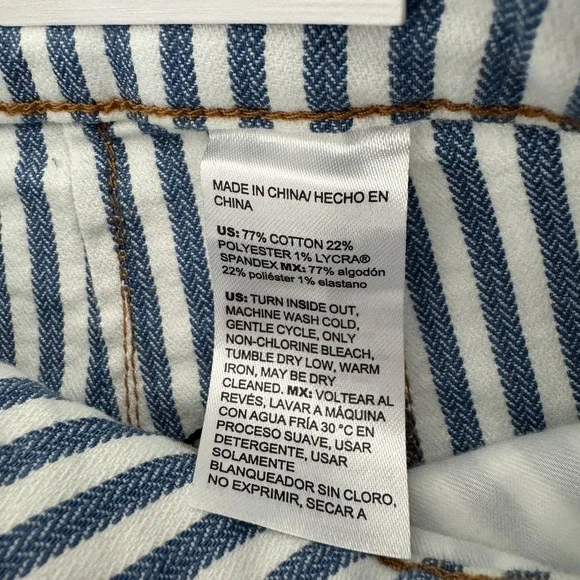 MADE IN CHINA/ HECHO EN
CHINA
US: 77% COTTON 22%
POLYESTER 1% LYCRA®
SPANDEX MX: 77% algodón
22% poliéster 1% elastano
US: TURN INSIDE OUT,
MACHINE WASH COLD,
GENTLE CYCLE, ONLY
NON-CHLORINE BLEACH,
TUMBLE DRY LOW, WARM
IRON, MAY BE DRY
CLEANED. MX: VOLTEAR AL
REVÉS, LAVAR A MÁQUINA
CON AGUA FRÍA 30 °C EN
PROCESO SUAVE, USAR
DETERGENTE, USAR
SOLAMENTE
BLANQUEADOR SIN CLORO,
NO EXPRIMIR, SECAR A